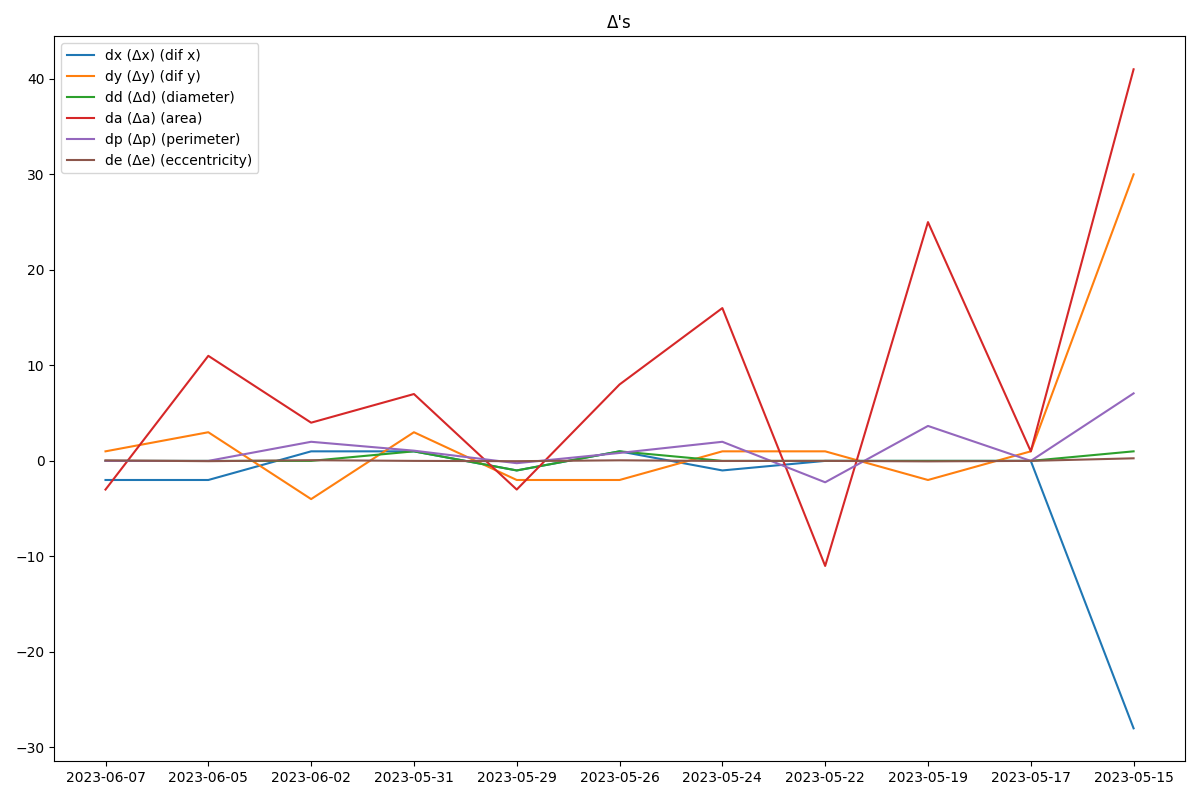 Δ's
dx (Δx) (dif x)
dy (Δy) (dif y)
dd (Δd) (diameter)
da (Δa) (area)
dp (Δp) (perimeter)
de (Δe) (eccentricity)
40
30
20
10
0
−10
−20
−30
2023-06-07 2023-06-05 2023-06-02 2023-05-31 2023-05-29 2023-05-26 2023-05-24 2023-05-22 2023-05-19 2023-05-17 2023-05-15